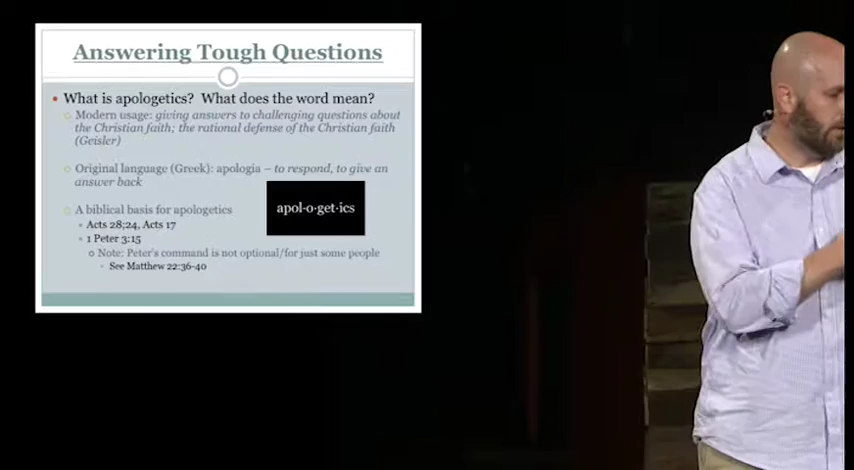 Answering Tough Questions
What is apologetics? What does the word mean?
Modern usage: giving answers to challenging questions about
the Christian faith; the rational defense of the Christian faith
(Geisler)
Original language (Greek): apologia – to respond, to give an
answer back
A biblical basis for apologetics
Acts 28;24, Acts 17
1 Peter 3:15
Note: Peter's command is not optional/for just some people
See Matthew 22:36-40
apol·o·get·ics